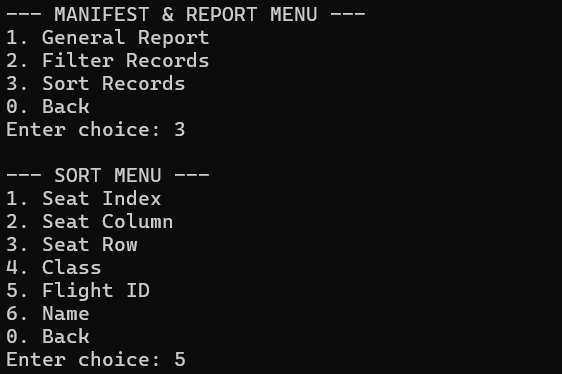 --- MANIFEST & REPORT MENU ---
1. General Report
2. Filter Records
3. Sort Records
0. Back
Enter choice: 3
--- SORT MENU ---
1. Seat Index
2. Seat Column
3. Seat Row
4. Class
5. Flight ID
6. Name
0. Back
Enter choice: 5